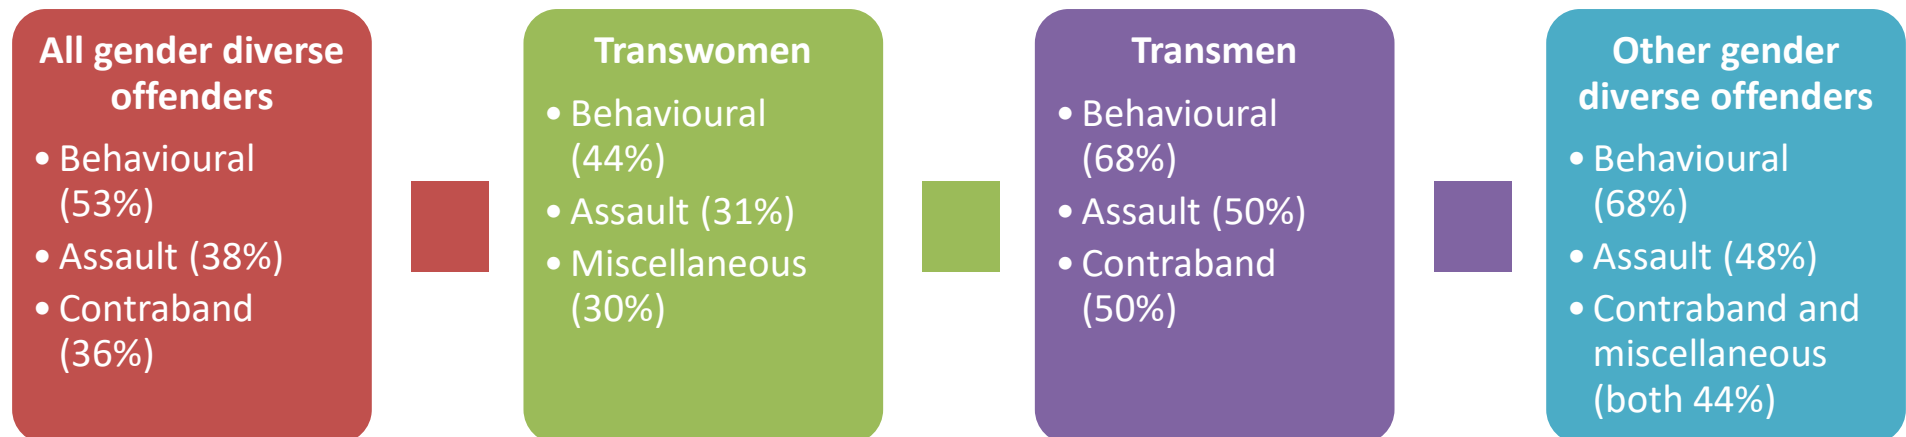 All gender diverse
offenders
• Behavioural
(53%)
• Assault (38%)
• Contraband
(36%)
Transwomen
• Behavioural
(44%)
• Assault (31%)
• Miscellaneous
(30%)
Transmen
• Behavioural
(68%)
• Assault (50%)
• Contraband
(50%)
Other gender
diverse offenders
• Behavioural
(68%)
• Assault (48%)
• Contraband and
miscellaneous
(both 44%)